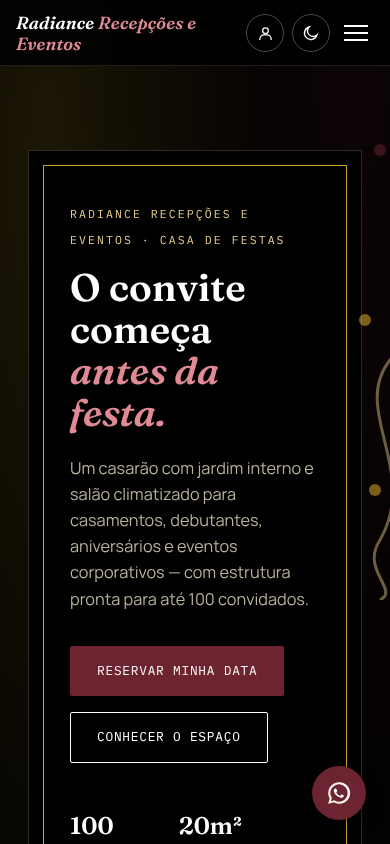 Radiance Recepções e
Eventos
RADIANCE RECEPÇÕES E
EVENTOS · CASA DE FESTAS
O convite
começa
antes da
festa.
Um casarão com jardim interno e
salão climatizado para
casamentos, debutantes,
aniversários e eventos
corporativos — com estrutura
pronta para até 100 convidados.
RESERVAR MINHA DATA
CONHECER O ESPAÇO
100 20m²